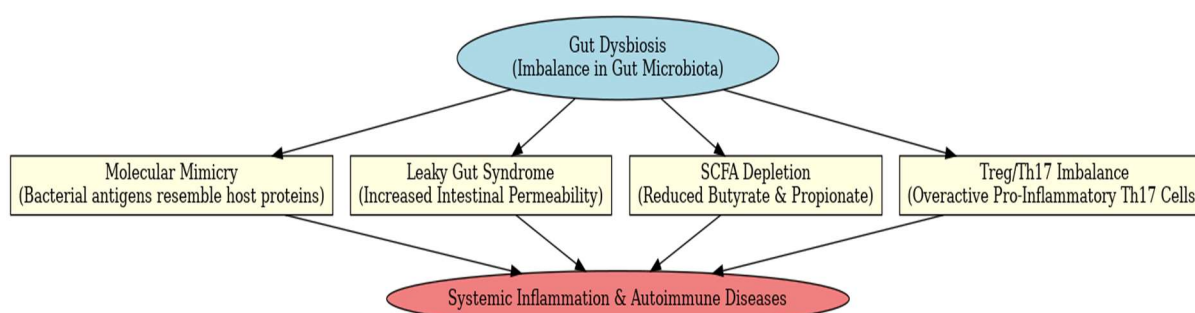 Gut Dysbiosis
(Imbalance in Gut Microbiota)
Molecular Mimicry
(Bacterial antigens resemble host proteins)
Leaky Gut Syndrome
(Increased Intestinal Permeability)
SCFA Depletion
(Reduced Butyrate & Propionate)
Treg/Th17 Imbalance
(Overactive Pro-Inflammatory Th17 Cells
Systemic Inflammation & Autoimmune Diseases